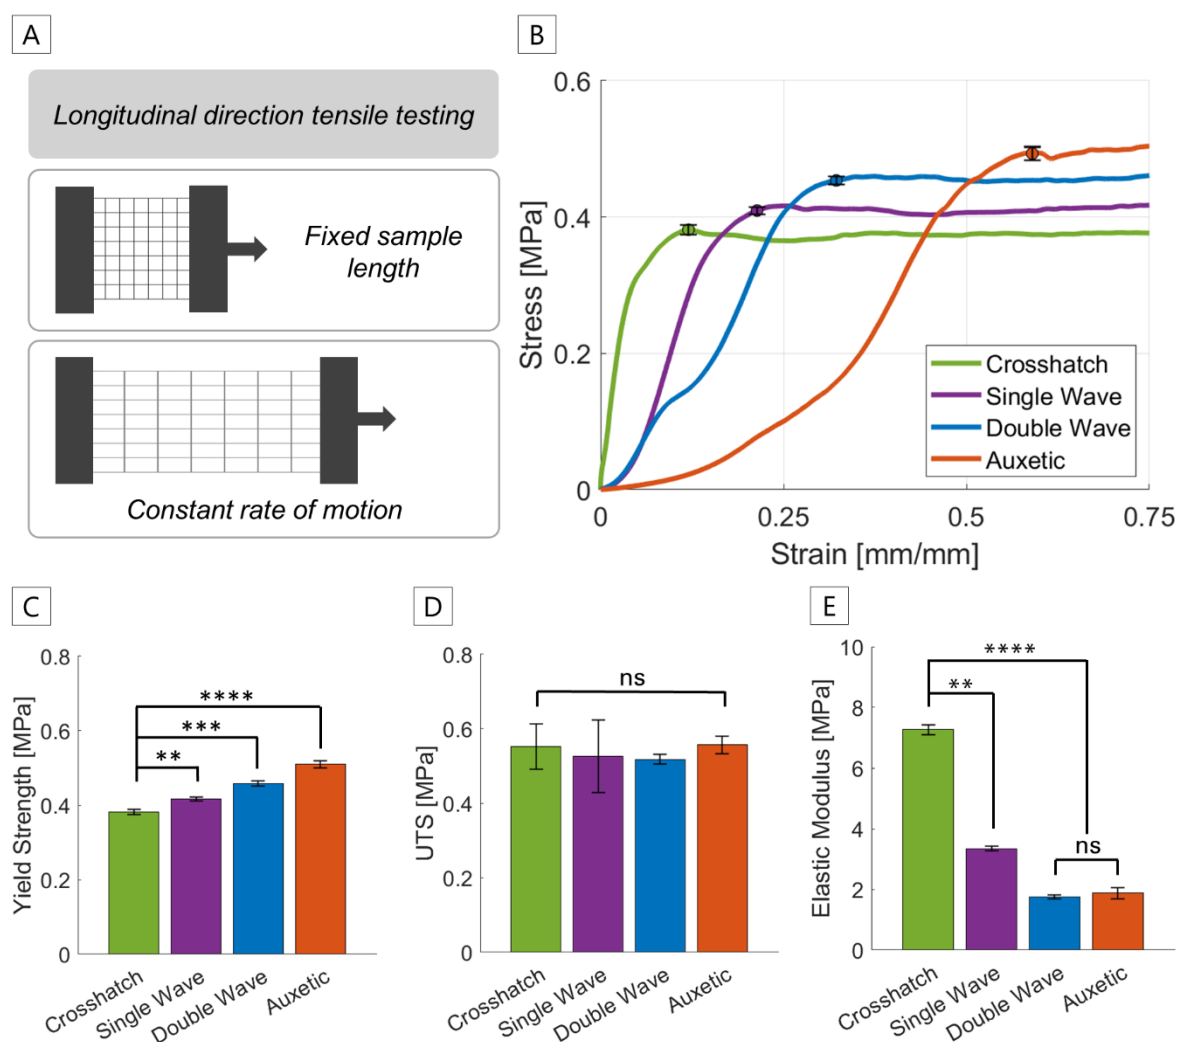 A
Longitudinal direction tensile testing
Fixed sample
length
Constant rate of motion
B
Stress [MPa]
0.6
0.4
0.2
0
0
0.25
0.5
0.75
Strain [mm/mm]
Crosshatch
Single Wave
Double Wave
Auxetic
C
Yield Strength [MPa]
0.8
0.6
0.4
0.2
0
****
***
**
Crosshatch
Single Wave
Double Wave
Auxetic
D
UTS [MPa]
0.8
0.6
0.4
0.2
0
ns
Crosshatch
Single Wave
Double Wave
Auxetic
E
Elastic Modulus [MPa]
10
8
6
4
2
0
****
**
ns
Crosshatch
Single Wave
Double Wave
Auxetic